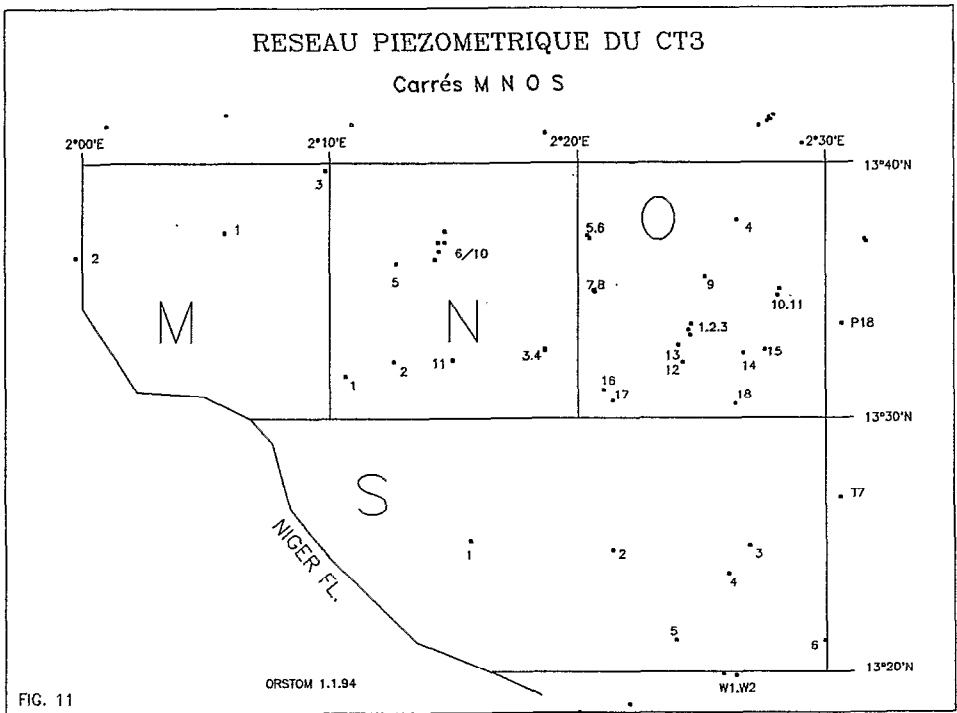 RESEAU PIEZOMETRIQUE DU CT3
Carrés M N O S
2°00'E 2°10'E 2°20'E 2°30'E
13°40'N
3
1
2
M
5
6/10
N
1
2
11
3.4
5.6
O
4
7.8
9
10.11
P18
1.2.3
13
12
14
15
16
17
18
13°30'N
S
T7
NIGER FL.
1
2
3
4
5
6
13°20'N
W1.W2
ORSTOM 1.1.94
FIG. 11